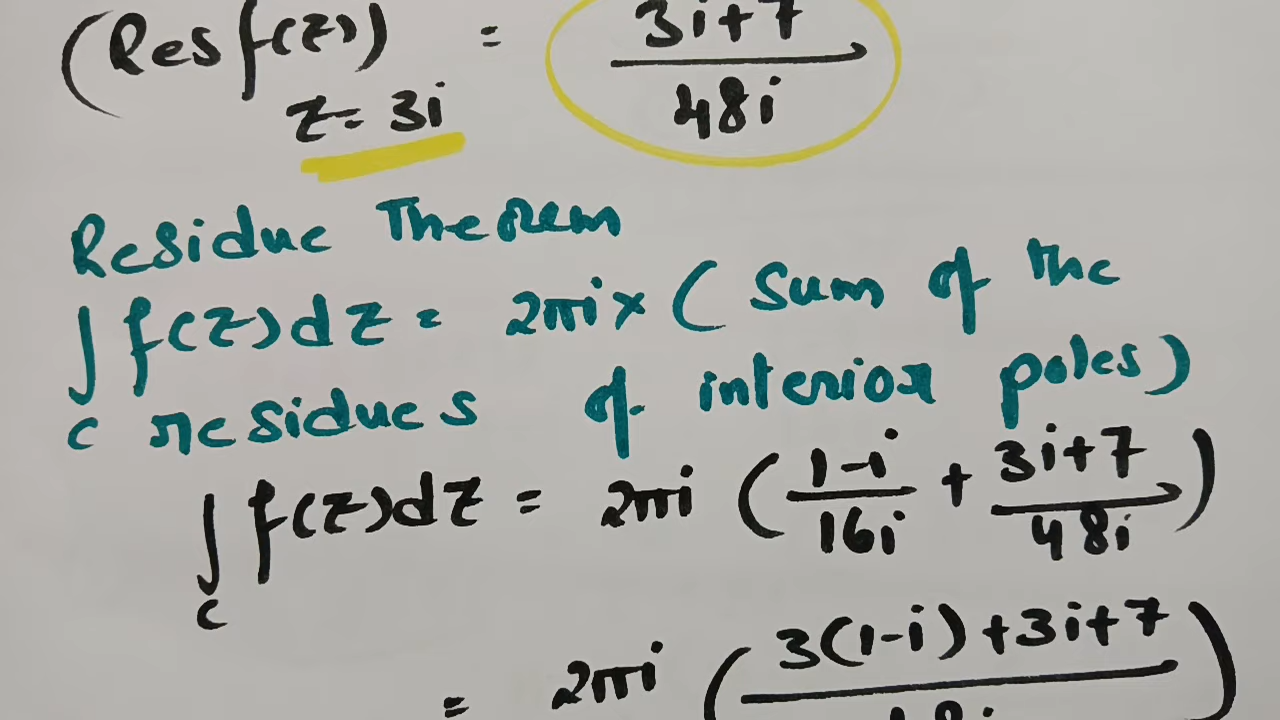 (Res f(z)) = 3i+7 / 48i
z=3i
Residue Theorem
∫ f(z)dz = 2πi × (Sum of the
C residues of interior poles)
∫ f(z)dz = 2πi (1-i / 16i + 3i+7 / 48i)
C
= 2πi (3(1-i)+3i+7 / 48i)